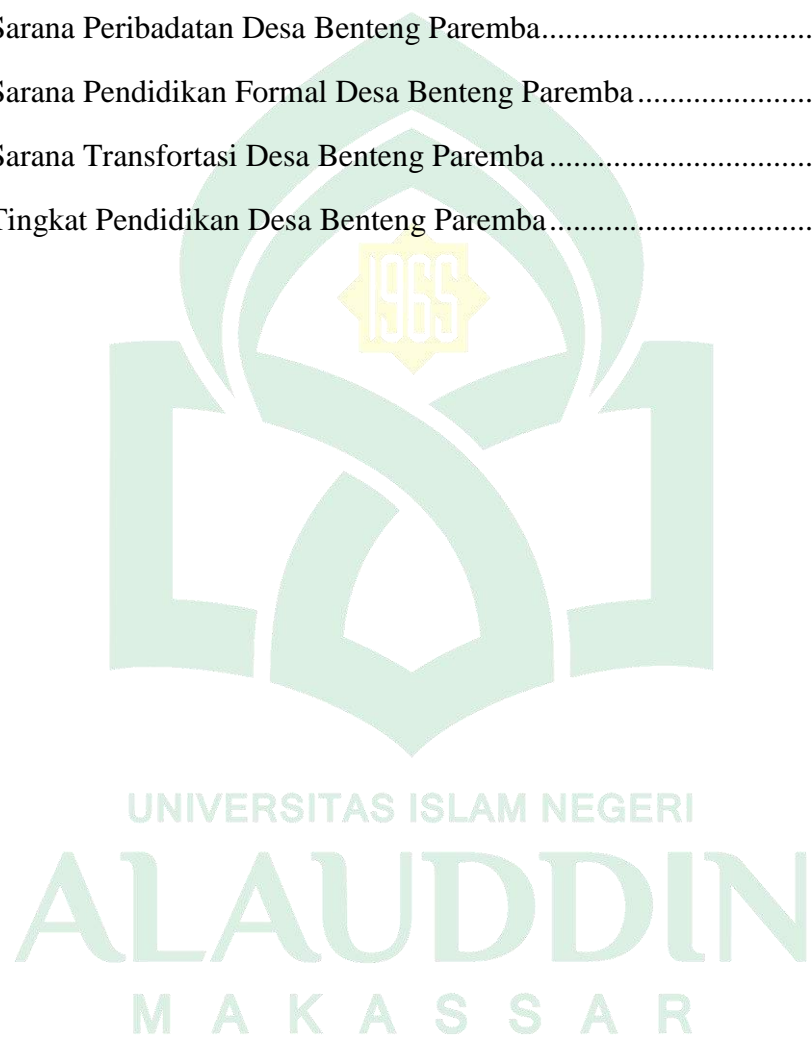 Sarana Peribadatan Desa Benteng Paremba....................................
Sarana Pendidikan Formal Desa Benteng Paremba......................
Sarana Transfortasi Desa Benteng Paremba.................................
Tingkat Pendidikan Desa Benteng Paremba.................................
1965
UNIVERSITAS ISLAM NEGERI
ALAUDDIN
MAKASSAR